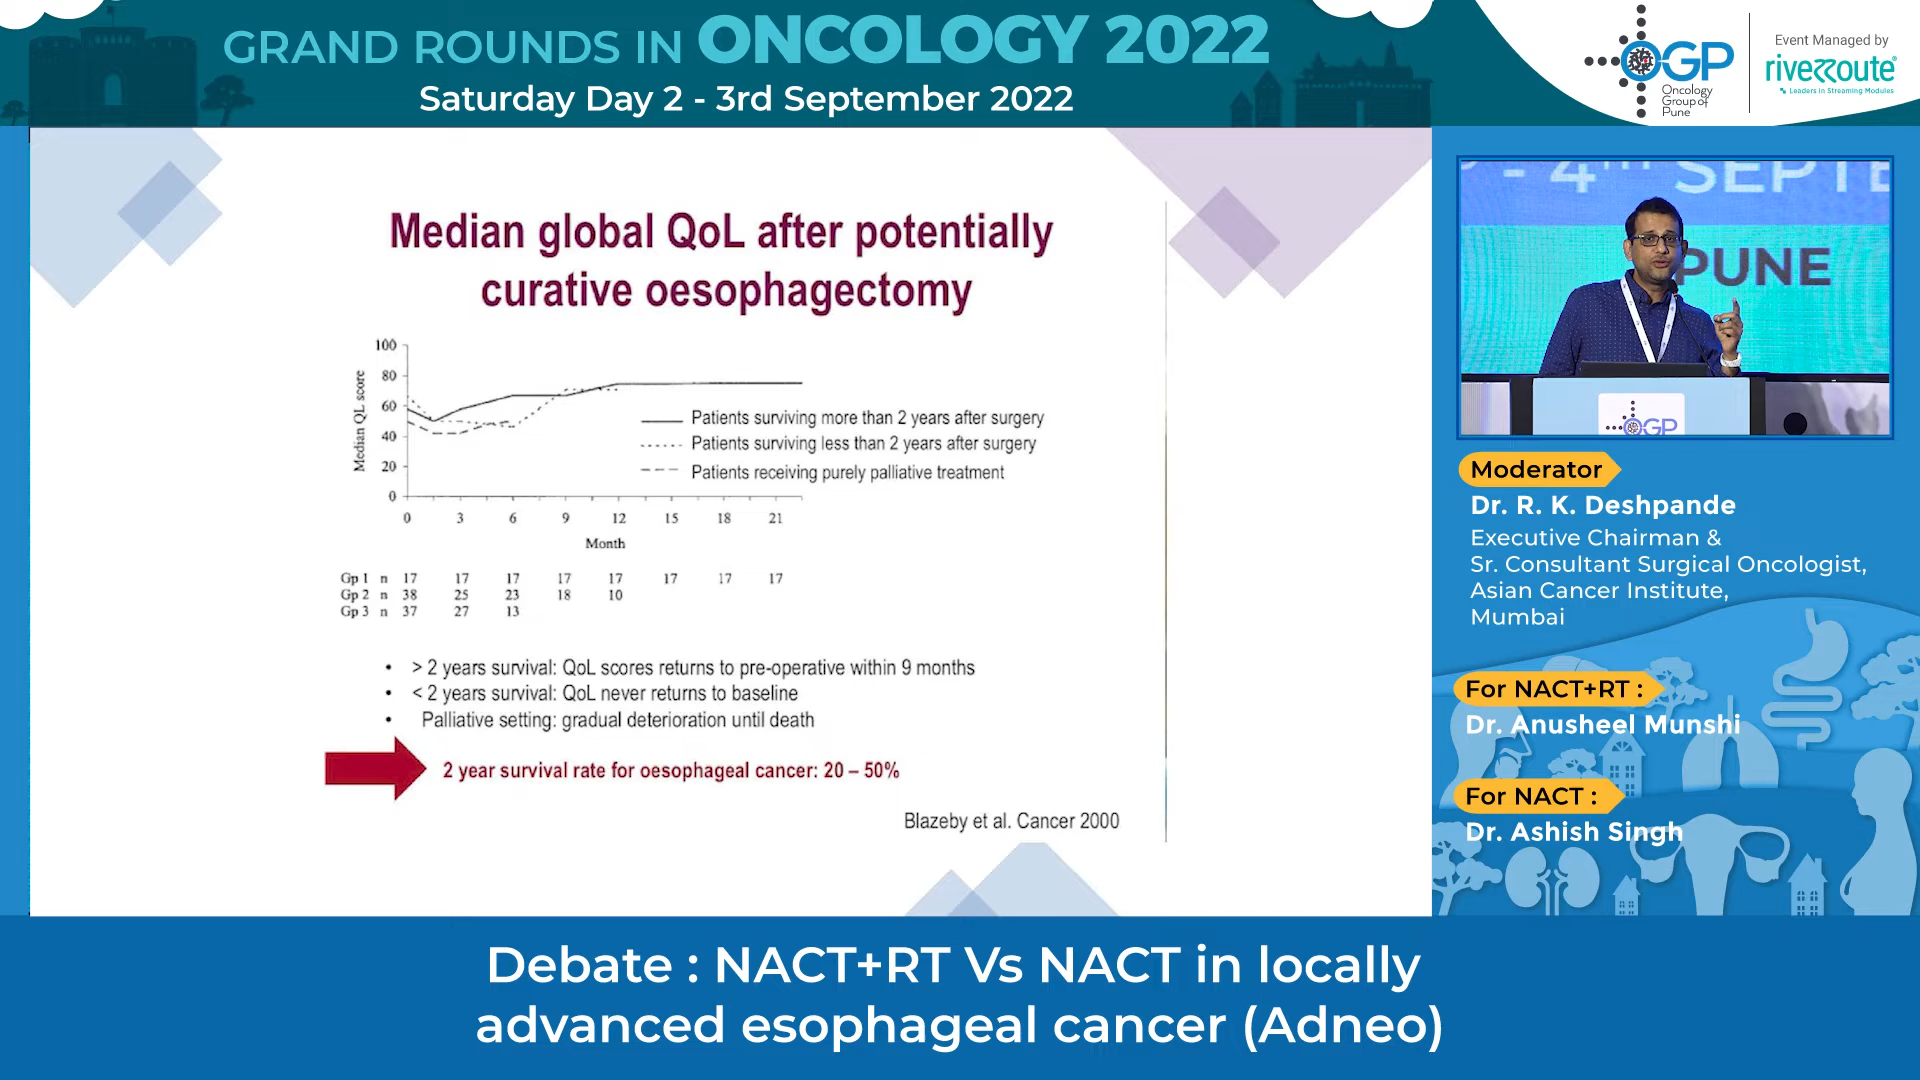 GRAND ROUNDS IN ONCOLOGY 2022
Saturday Day 2 - 3rd September 2022
OGP
Oncology
Group of
Pune
Event Managed by
riverroute
Leaders in Streaming Modules
Median global QoL after potentially
curative oesophagectomy
Median QL score
100
80
60
40
20
0
Patients surviving more than 2 years after surgery
Patients surviving less than 2 years after surgery
Patients receiving purely palliative treatment
0 3 6 9 12 15 18 21
Month
Gp 1 n 17 17 17 17 17 17 17 17
Gp 2 n 38 25 23 18 10
Gp 3 n 37 27 13
• > 2 years survival: QoL scores returns to pre-operative within 9 months
• < 2 years survival: QoL never returns to baseline
• Palliative setting: gradual deterioration until death
2 year survival rate for oesophageal cancer: 20 – 50%
Blazeby et al. Cancer 2000
- 4th SEPTE
PUNE
OGP
Moderator
Dr. R. K. Deshpande
Executive Chairman &
Sr. Consultant Surgical Oncologist,
Asian Cancer Institute,
Mumbai
For NACT+RT :
Dr. Anusheel Munshi
For NACT :
Dr. Ashish Singh
Debate : NACT+RT Vs NACT in locally
advanced esophageal cancer (Adneo)